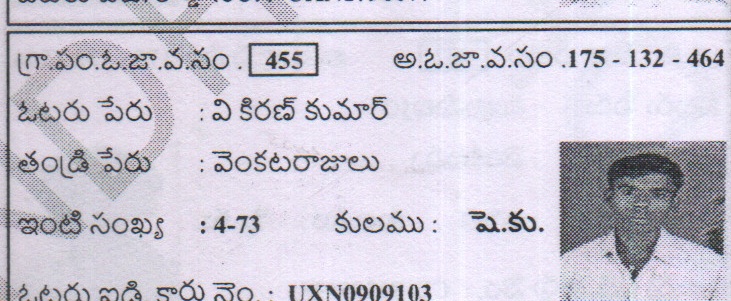 గ్రా.పం.ఓ.జా.వ.సం . 455 అ.ఓ.జా.వ.సం .175 - 132 - 464
ఓటరు పేరు : వి కిరణ్ కుమార్
తండ్రి పేరు : వెంకటరాజులు
ఇంటి సంఖ్య : 4-73 కులము : షె.కు.
ఓటరు ఐడి కార్డు నెం. : UXN0909103